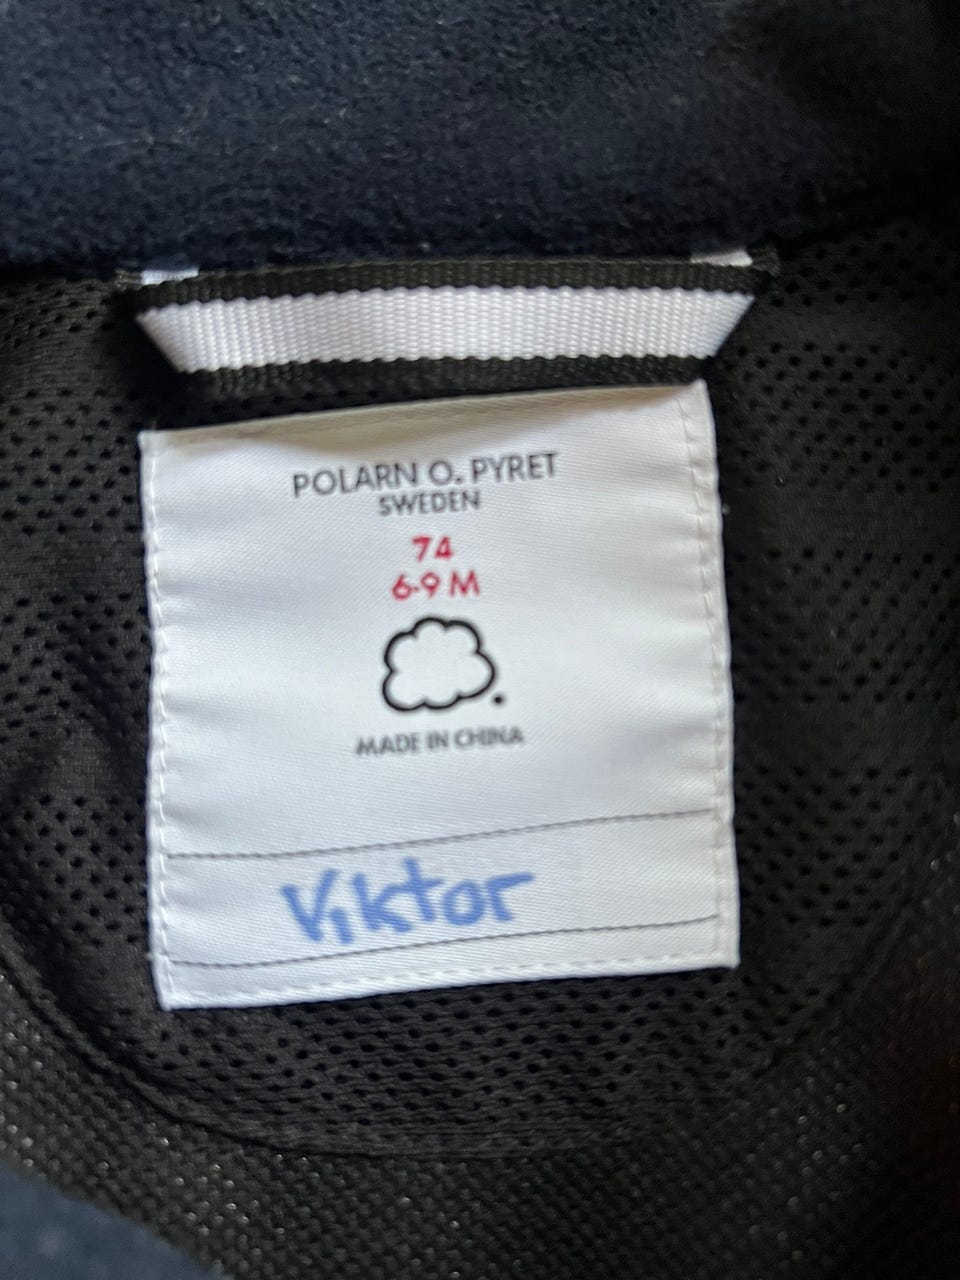 POLARN O. PYRET
SWEDEN
74
6-9 M
MADE IN CHINA
Viktor